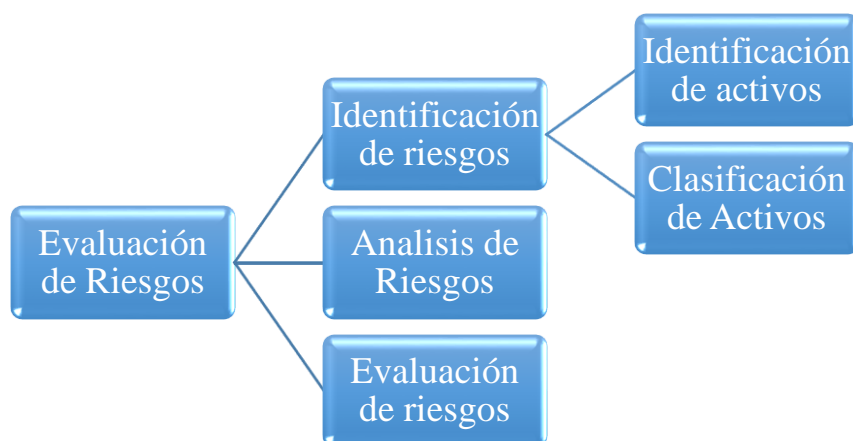 Evaluación
de Riesgos
Identificación
de riesgos
Analisis de
Riesgos
Evaluación
de riesgos
Identificación
de activos
Clasificación
de Activos